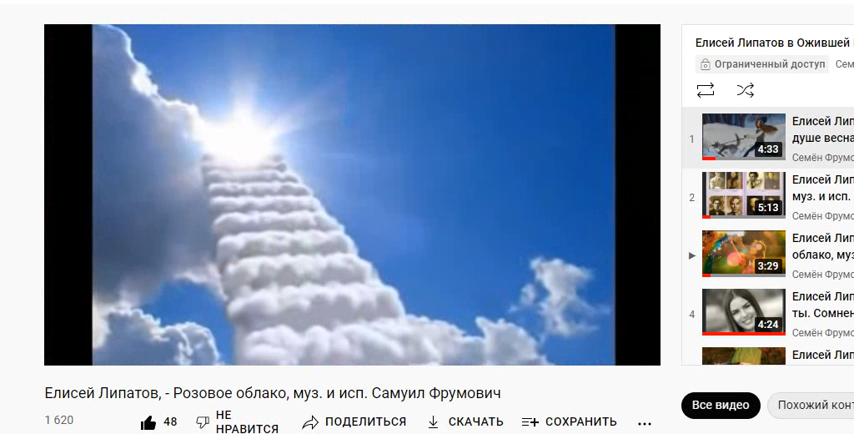 Елисей Липатов в Ожившей
Ограниченный доступ Сем
1
Елисей Лип
душе весна
4:33
Семён Фрумо
2
Елисей Лип
муз. и исп.
5:13
Семён Фрумо
Елисей Лип
облако, муз
3:29
Семён Фрумо
4
Елисей Лип
ты. Сомнен
4:24
Семён Фрумо
Елисей Лип
Елисей Липатов, - Розовое облако, муз. и исп. Самуил Фрумович
1 620
48
НЕ
НРАВИТСЯ
ПОДЕЛИТЬСЯ
СКАЧАТЬ
СОХРАНИТЬ
Все видео
Похожий конт